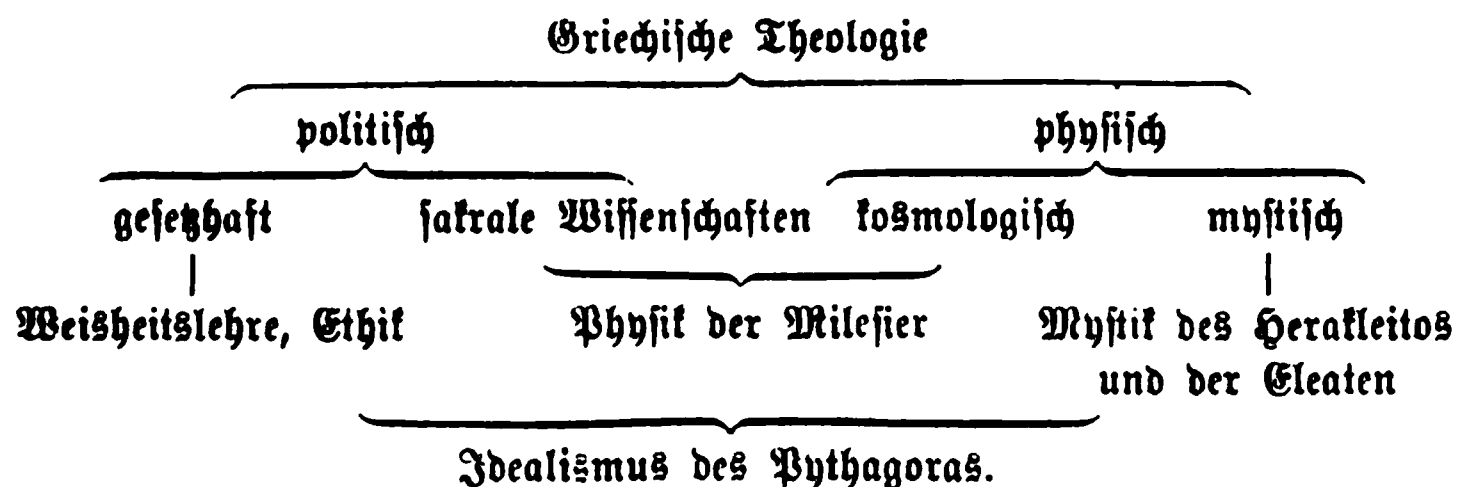 Griechische Theologie
politisch physisch
gesetzhaft sakrale Wissenschaften kosmologisch mystisch
Weisheitslehre, Ethik Physik der Milesier Mystik des Herakleitos
und der Eleaten
Idealismus des Pythagoras.